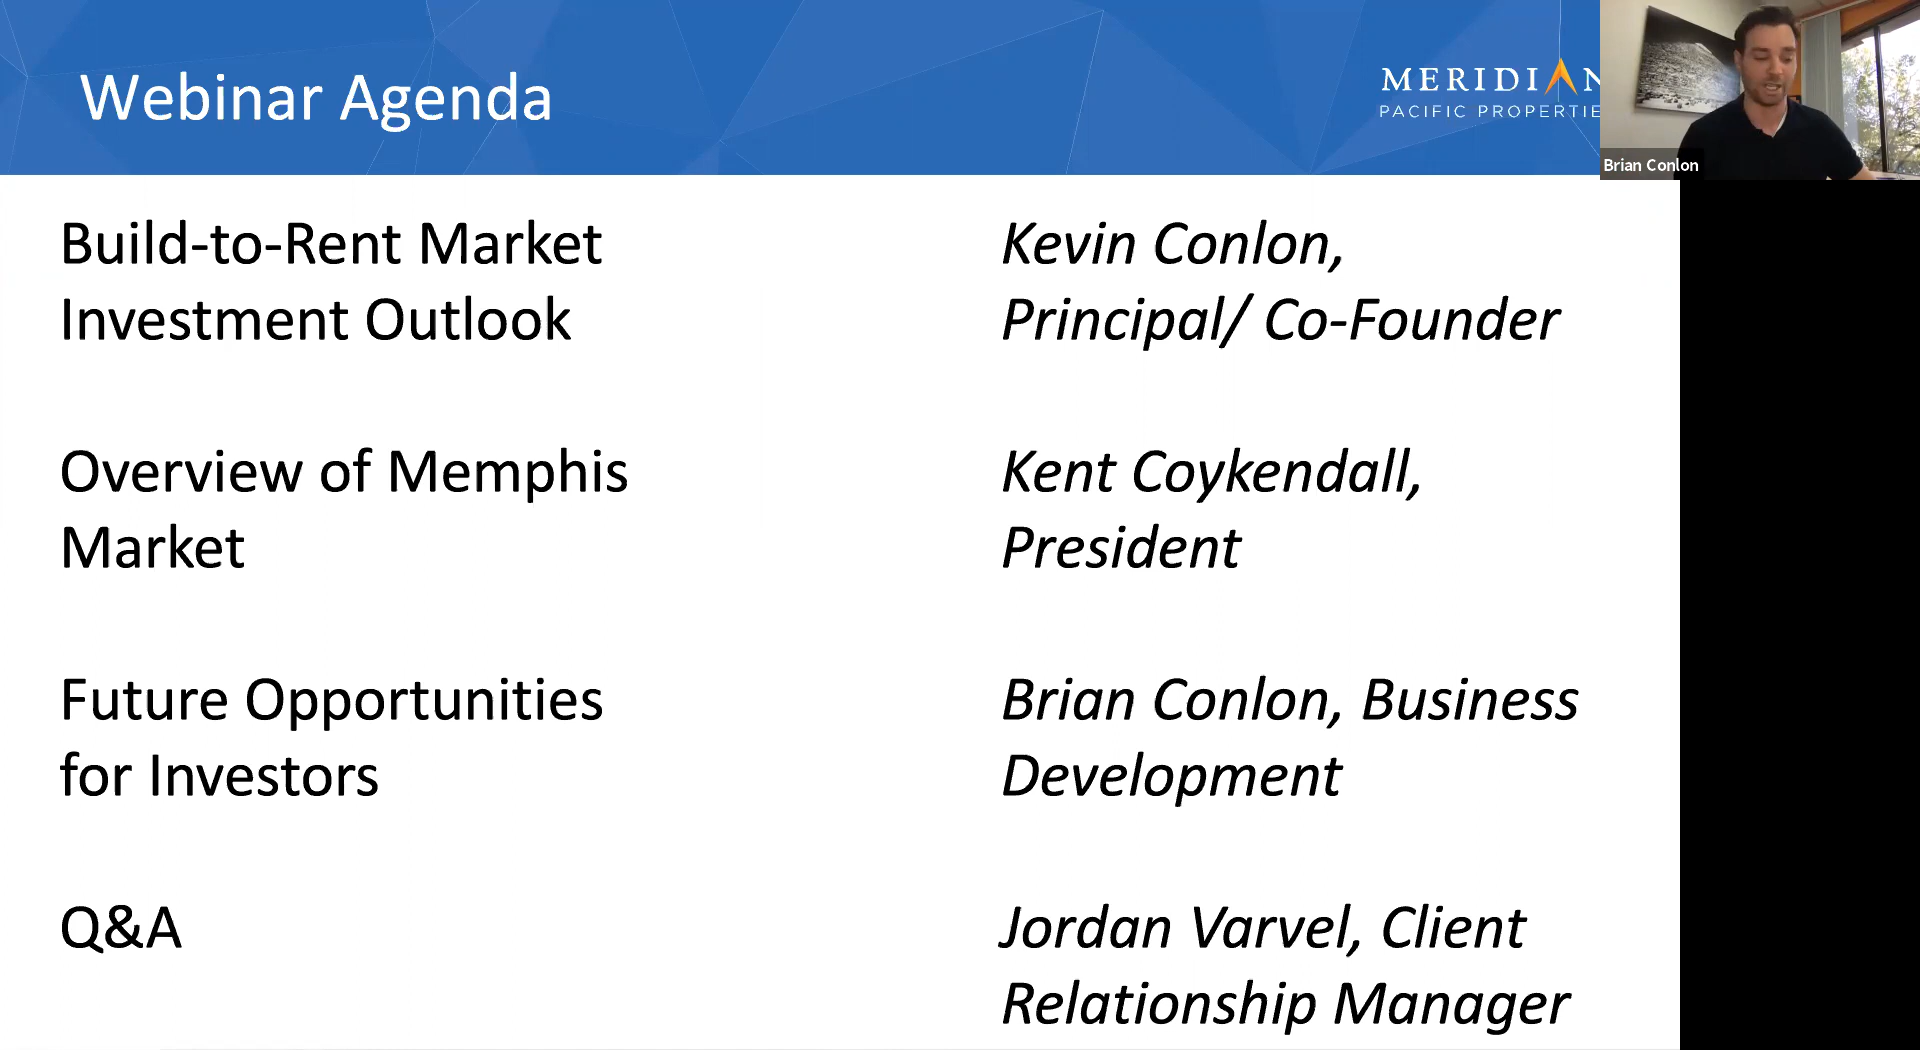 Webinar Agenda
MERIDIAN
PACIFIC PROPERTIE
Brian Conlon
Build-to-Rent Market
Investment Outlook
Kevin Conlon,
Principal/ Co-Founder
Overview of Memphis
Market
Kent Coykendall,
President
Future Opportunities
for Investors
Brian Conlon, Business
Development
Q&A
Jordan Varvel, Client
Relationship Manager